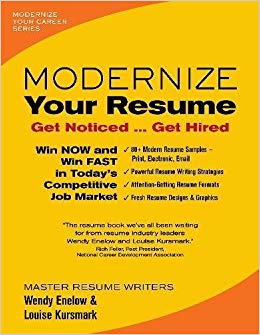 MODERNIZE
YOUR CAREER
SERIES
MODERNIZE
Your Resume
Get Noticed ... Get Hired
Win NOW and
Win FAST
in Today's
Competitive
Job Market
✓ 80+ Modern Resume Samples –
Print, Electronic, Email
✓ Powerful Resume Writing Strategies
✓ Attention-Getting Resume Formats
✓ Fresh Resume Designs & Graphics
"The resume book we've all been waiting
for from resume industry leaders
Wendy Enelow and Louise Kursmark."
Rich Feller, Past President,
National Career Development Association
MASTER RESUME WRITERS
Wendy Enelow &
Louise Kursmark